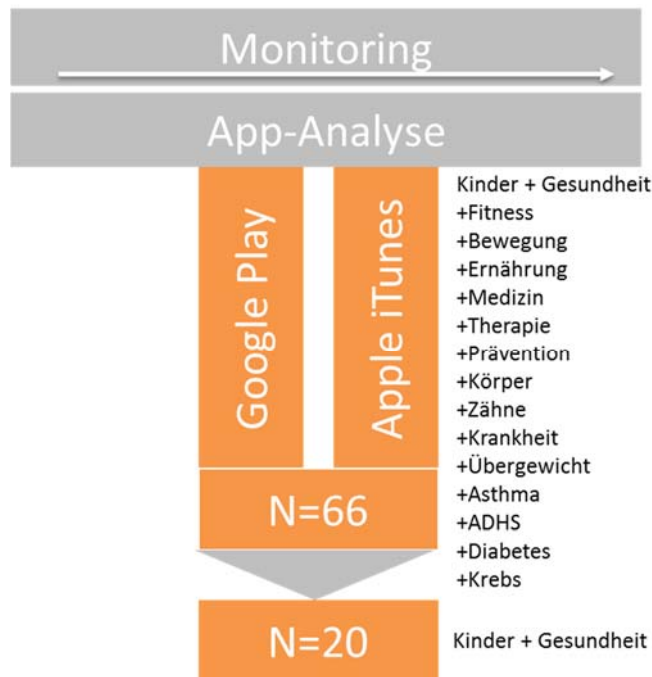 Monitoring
App-Analyse
Google Play
Apple iTunes
Kinder + Gesundheit
+Fitness
+Bewegung
+Ernährung
+Medizin
+Therapie
+Prävention
+Körper
+Zähne
+Krankheit
+Übergewicht
+Asthma
+ADHS
+Diabetes
+Krebs
N=66
N=20
Kinder + Gesundheit